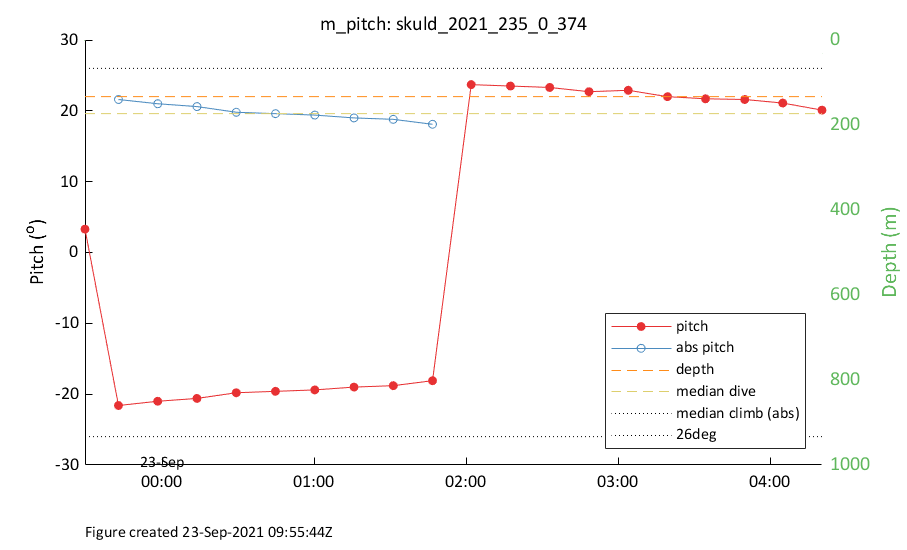 m_pitch: skuld_2021_235_0_374
30
20
10
0
-10
-20
-30
Pitch (°)
0
200
400
600
800
1000
Depth (m)
pitch
abs pitch
depth
median dive
median climb (abs)
26deg
23-Sep
00:00 01:00 02:00 03:00 04:00
Figure created 23-Sep-2021 09:55:44Z